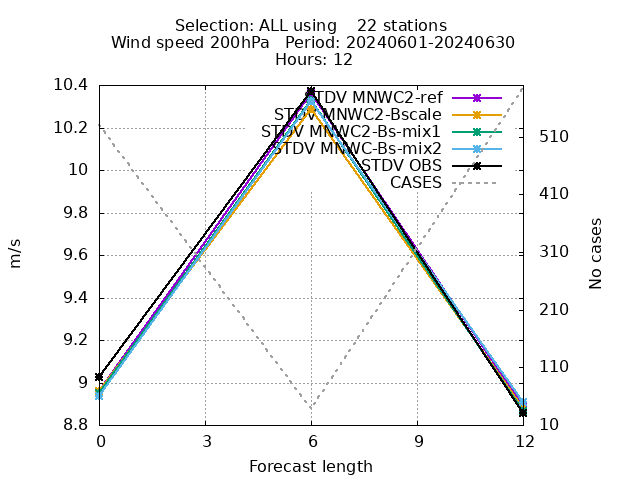 Selection: ALL using    22 stations
Wind speed 200hPa   Period: 20240601-20240630
Hours: 12
STDV MNWC2-ref
STDV MNWC2-Bscale
STDV MNWC2-Bs-mix1
STDV MNWC-Bs-mix2
STDV OBS
CASES
10.4
10.2
10
9.8
9.6
9.4
9.2
9
8.8
m/s
510
410
310
210
110
10
No cases
0 3 6 9 12
Forecast length